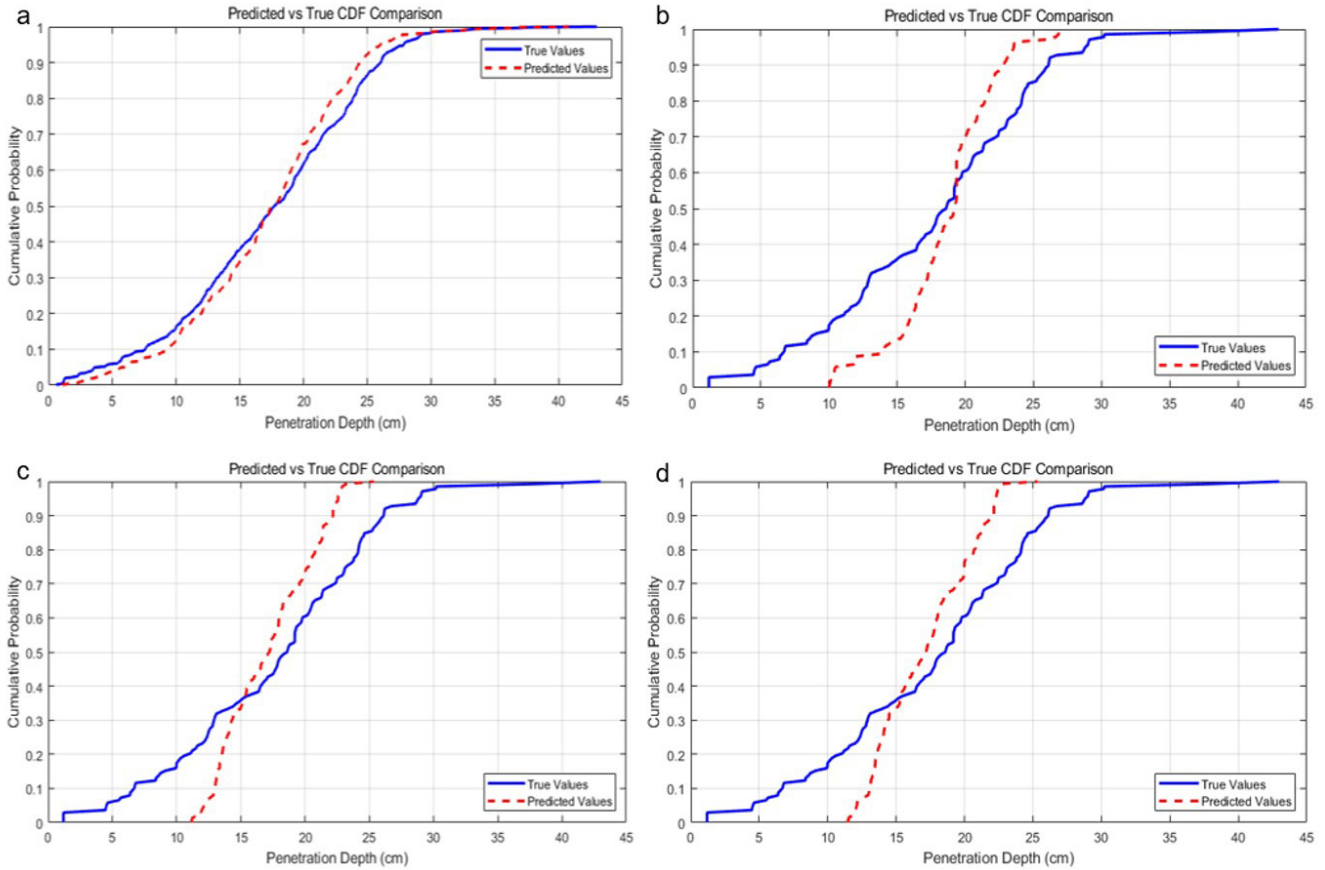 a
Predicted vs True CDF Comparison
1
0.9
0.8
0.7
0.6
0.5
0.4
0.3
0.2
0.1
0
Cumulative Probability
True Values
Predicted Values
0 5 10 15 20 25 30 35 40 45
Penetration Depth (cm)
b
Predicted vs True CDF Comparison
1
0.9
0.8
0.7
0.6
0.5
0.4
0.3
0.2
0.1
0
Cumulative Probability
True Values
Predicted Values
0 5 10 15 20 25 30 35 40 45
Penetration Depth (cm)
c
Predicted vs True CDF Comparison
1
0.9
0.8
0.7
0.6
0.5
0.4
0.3
0.2
0.1
0
Cumulative Probability
True Values
Predicted Values
0 5 10 15 20 25 30 35 40 45
Penetration Depth (cm)
d
Predicted vs True CDF Comparison
1
0.9
0.8
0.7
0.6
0.5
0.4
0.3
0.2
0.1
0
Cumulative Probability
True Values
Predicted Values
0 5 10 15 20 25 30 35 40 45
Penetration Depth (cm)